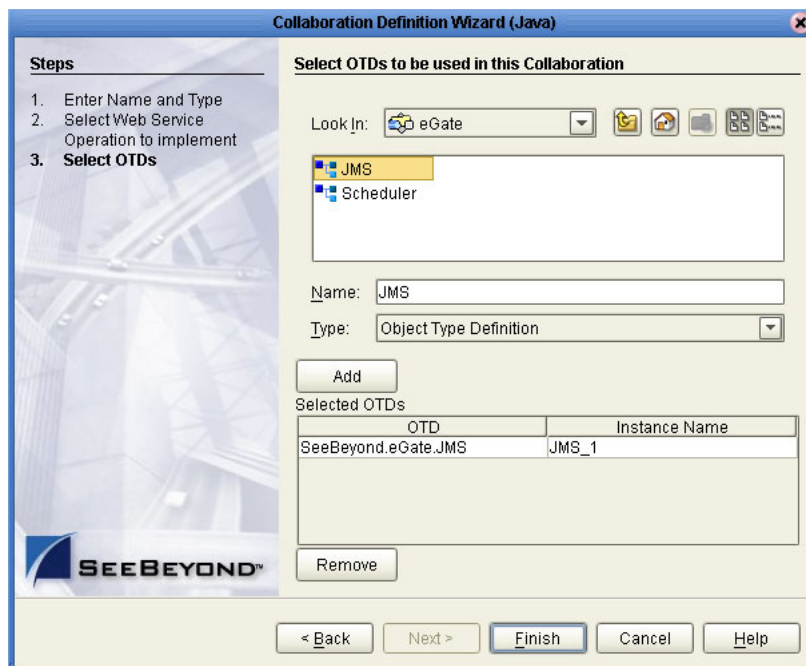 Collaboration Definition Wizard (Java)
Steps
1. Enter Name and Type
2. Select Web Service
Operation to implement
3. Select OTDs
SEEBEYOND™
Select OTDs to be used in this Collaboration
Look In: eGate
JMS
Scheduler
Name: JMS
Type: Object Type Definition
Add
Selected OTDs
OTD Instance Name
SeeBeyond.eGate.JMS JMS_1
Remove
< Back Next > Finish Cancel Help